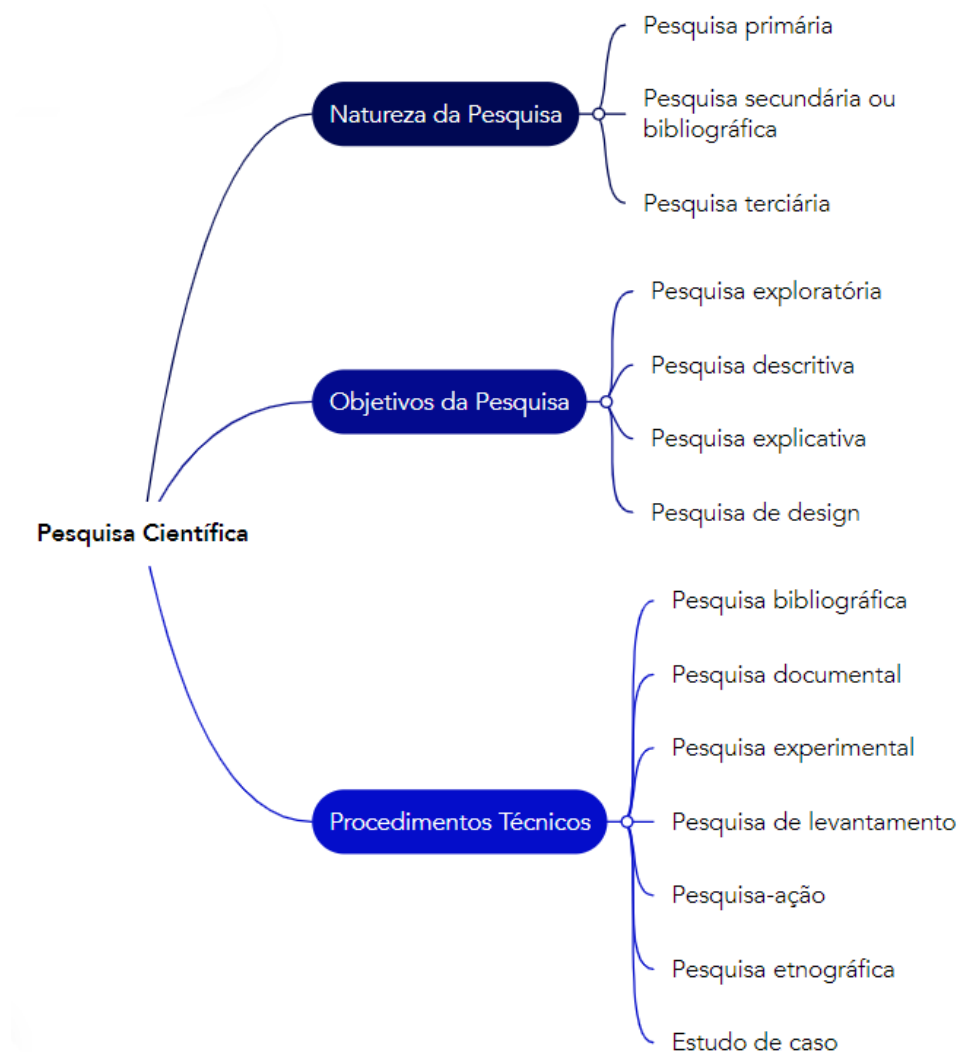 Pesquisa primária
Natureza da Pesquisa
Pesquisa secundária ou
bibliográfica
Pesquisa terciária
Pesquisa exploratória
Pesquisa descritiva
Objetivos da Pesquisa
Pesquisa explicativa
Pesquisa de design
Pesquisa Científica
Pesquisa bibliográfica
Pesquisa documental
Pesquisa experimental
Procedimentos Técnicos
Pesquisa de levantamento
Pesquisa-ação
Pesquisa etnográfica
Estudo de caso